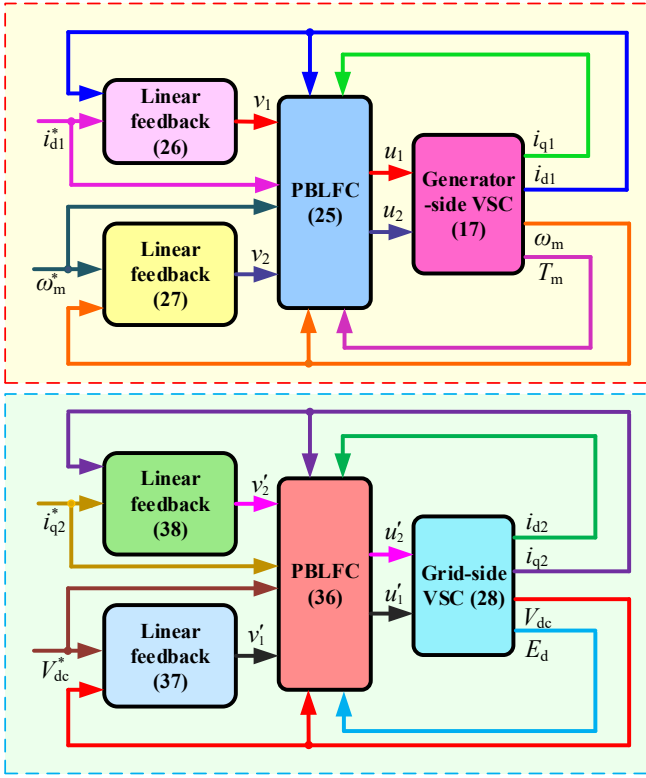 Linear
feedback
(26)
i*d1
v1
PBLFC
(25)
u1
u2
Generator
-side VSC
(17)
iq1
id1
ωm
Tm
Linear
feedback
(27)
ω*m
v2
Linear
feedback
(38)
i*q2
v′2
PBLFC
(36)
u′2
u′1
Grid-side
VSC (28)
id2
iq2
Vdc
Ed
Linear
feedback
(37)
V*dc
v′1